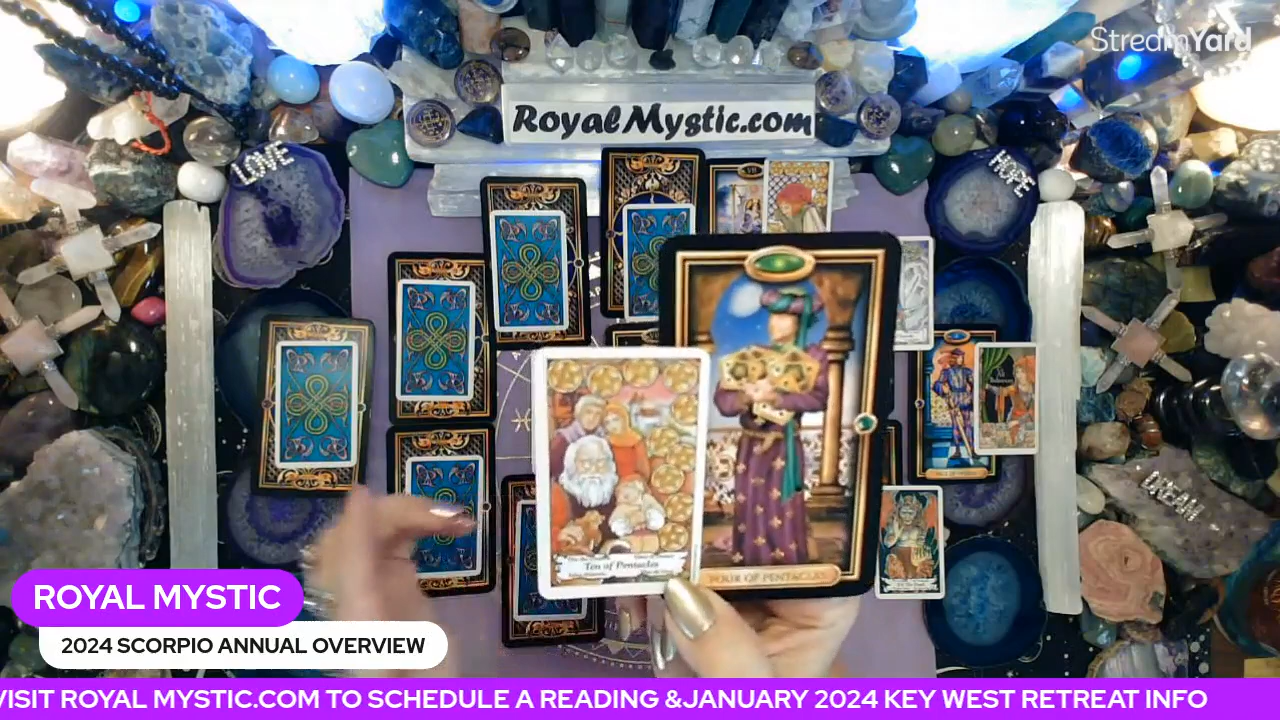 StreamYard
RoyalMystic.com
LOVE
HOPE
VII
DREAM
Ten of Pentacles
FOUR OF PENTACLES
ROYAL MYSTIC
2024 SCORPIO ANNUAL OVERVIEW
VISIT ROYAL MYSTIC.COM TO SCHEDULE A READING &JANUARY 2024 KEY WEST RETREAT INFO